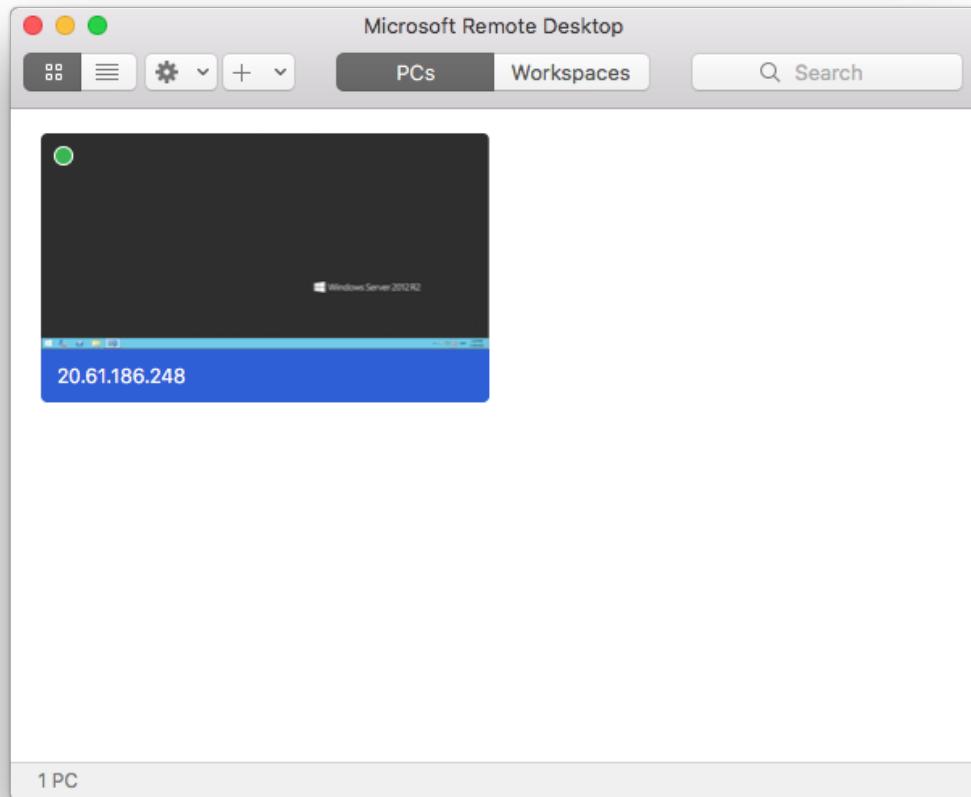 Microsoft Remote Desktop
PCs Workspaces Search
Windows Server 2012 R2
20.61.186.248
1 PC